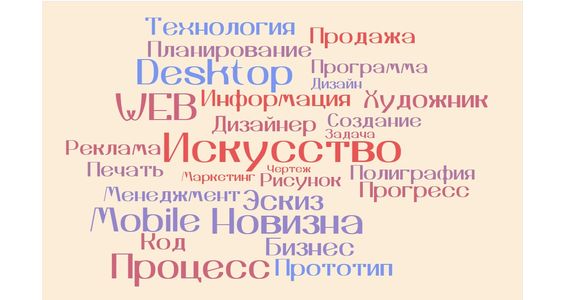 Технология
Продажа
Планирование
Desktop
Программа
Дизайн
WEB
Информация
Художник
Дизайнер
Создание
Задача
Реклама
Искусство
Печать
Чертеж
Маркетинг
Рисунок
Полиграфия
Прогресс
Менеджмент
Эскиз
Mobile
Новизна
Код
Бизнес
Процесс
Прототип